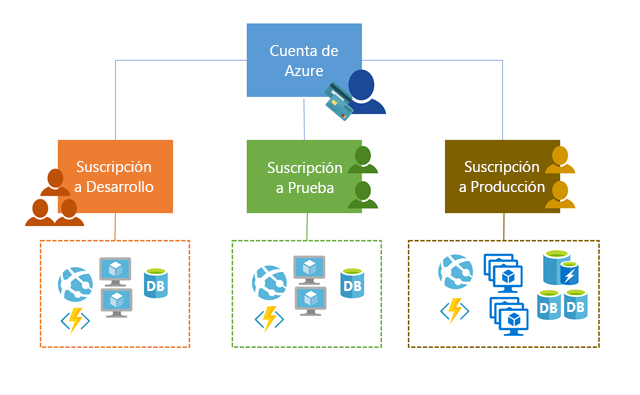 Cuenta de
Azure
Suscripción
a Desarrollo
Suscripción
a Prueba
Suscripción
a Producción
DB
DB
DB
DB